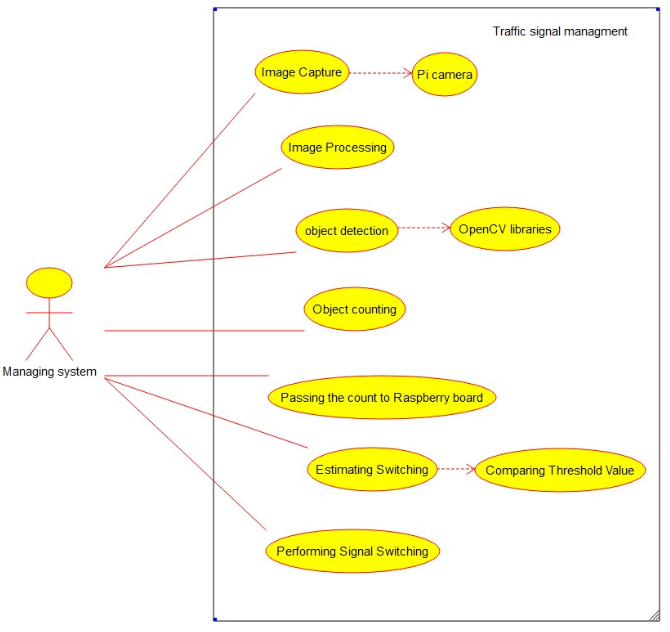 Traffic signal managment
Image Capture
Pi camera
Image Processing
object detection
OpenCV libraries
Object counting
Managing system
Passing the count to Raspberry board
Estimating Switching
Comparing Threshold Value
Performing Signal Switching